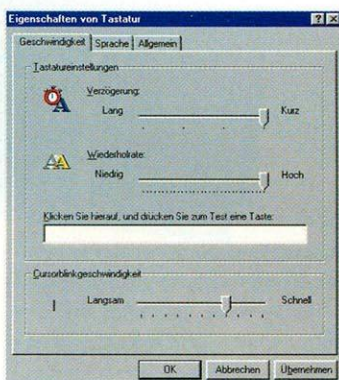 Eigenschaften von Tastatur
Geschwindigkeit Sprache Allgemein
Tastatureinstellungen
Verzögerung:
Lang Kurz
Wiederholrate:
Niedrig Hoch
Klicken Sie hierauf, und drücken Sie zum Test eine Taste:
Cursorblinkgeschwindigkeit
Langsam Schnell
OK Abbrechen Übernehmen